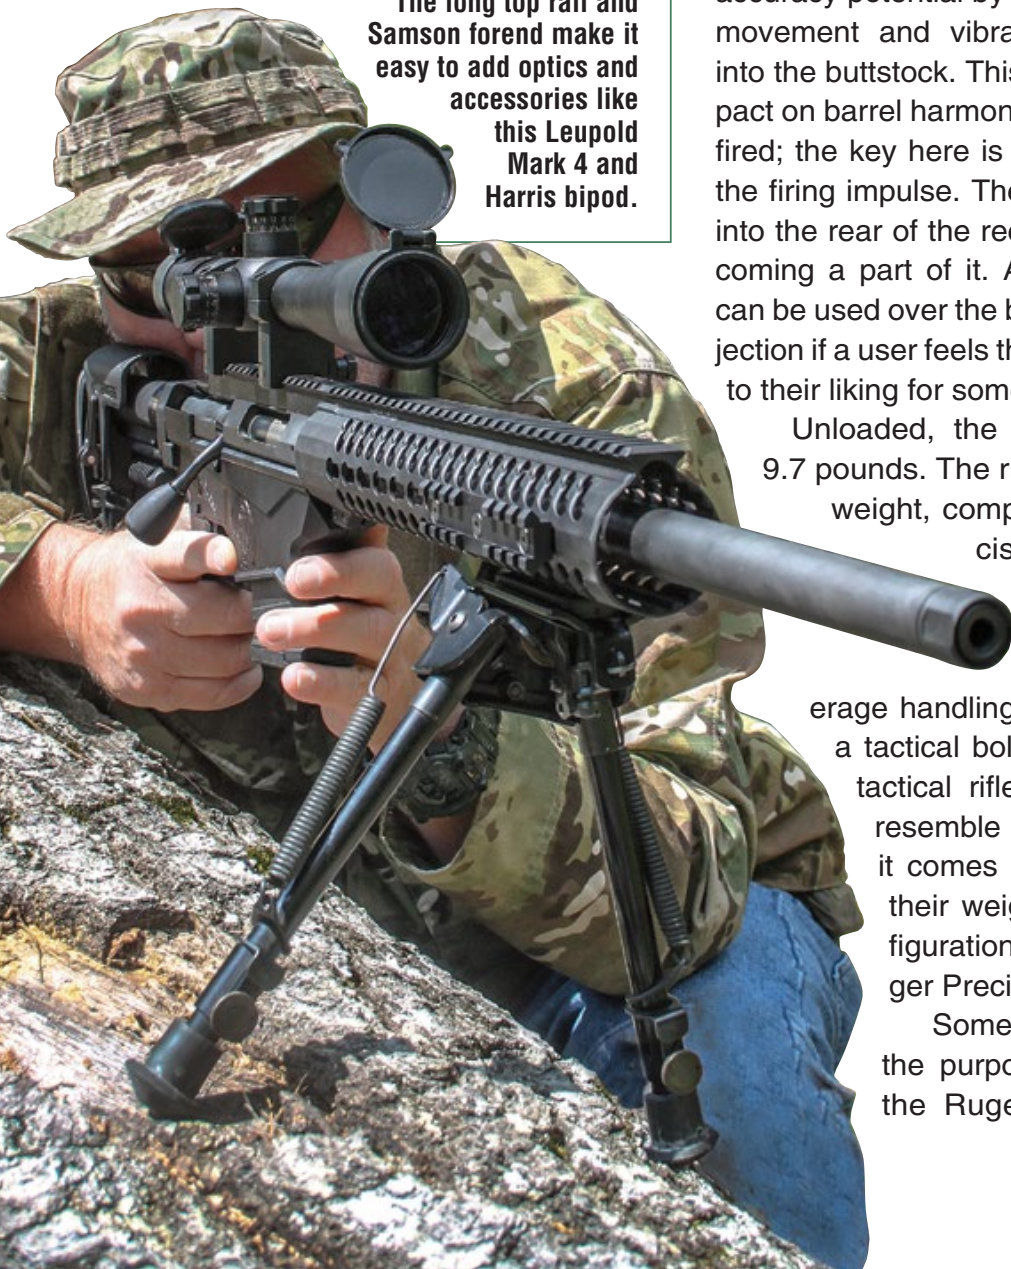 The long top rail and
Samson forend make it
easy to add optics and
accessories like
this Leupold
Mark 4 and
Harris bipod.
accuracy potential by
movement and vibra
into the buttstock. This
pact on barrel harmon
fired; the key here is
the firing impulse. The
into the rear of the rec
coming a part of it. A
can be used over the b
jection if a user feels th
to their liking for some
Unloaded, the
9.7 pounds. The r
weight, comp
cis
erage handling
a tactical bol
tactical rifle
resemble
it comes
their weig
figuration
ger Preci
Some
the purpo
the Ruge